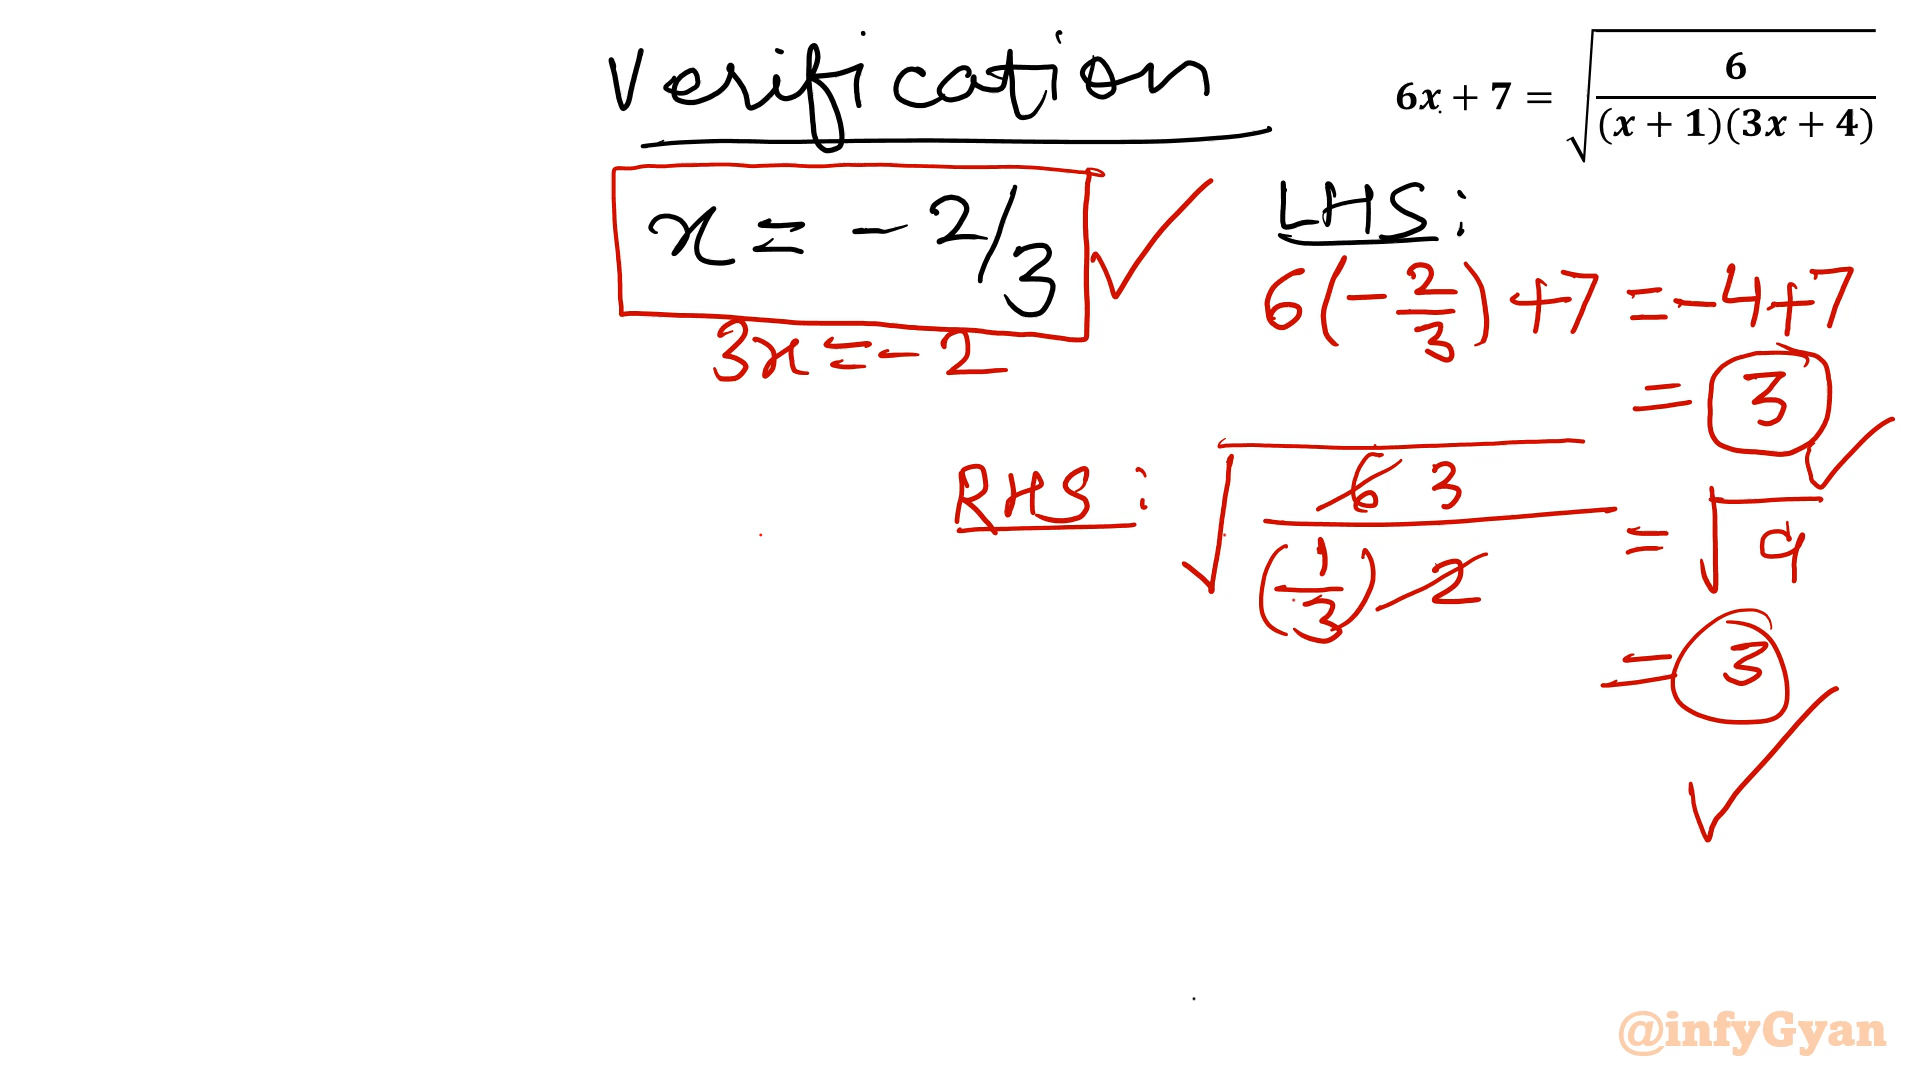 Verification
6x + 7 = √(6 / ((x + 1)(3x + 4)))
x = -2/3
3x = -2
LHS:
6(-2/3) + 7 = -4+7
= 3
RHS: √(6 3 / ((1/3) 2)) = √9
= 3
@infyGyan